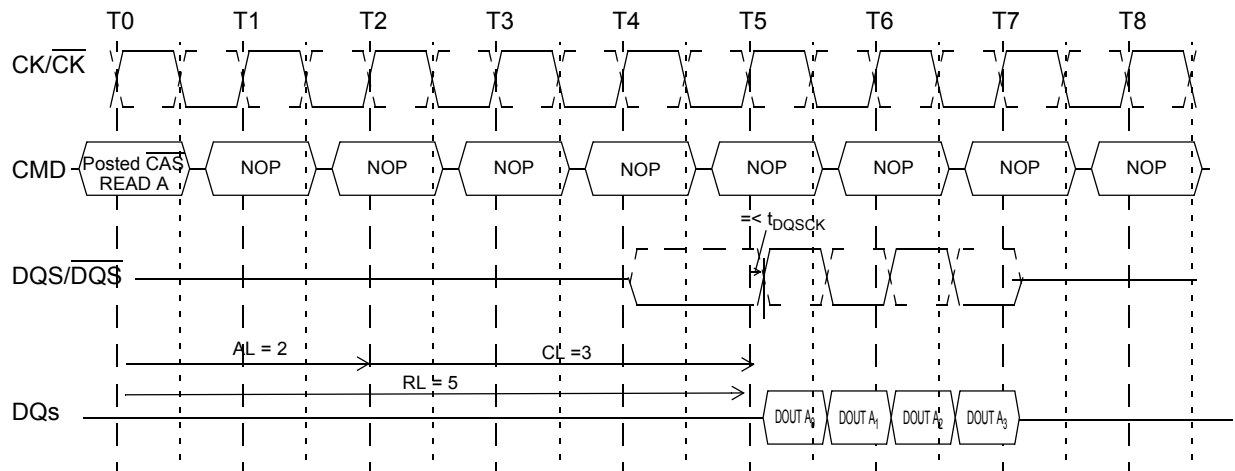 T0 T1 T2 T3 T4 T5 T6 T7 T8
CK/CK
CMD
Posted CAS
READ A
NOP NOP NOP NOP NOP NOP NOP NOP
=< tDQSCK
DQS/DQS
AL = 2
CL =3
RL = 5
DQs
DOUT A0 DOUT A1 DOUT A2 DOUT A3